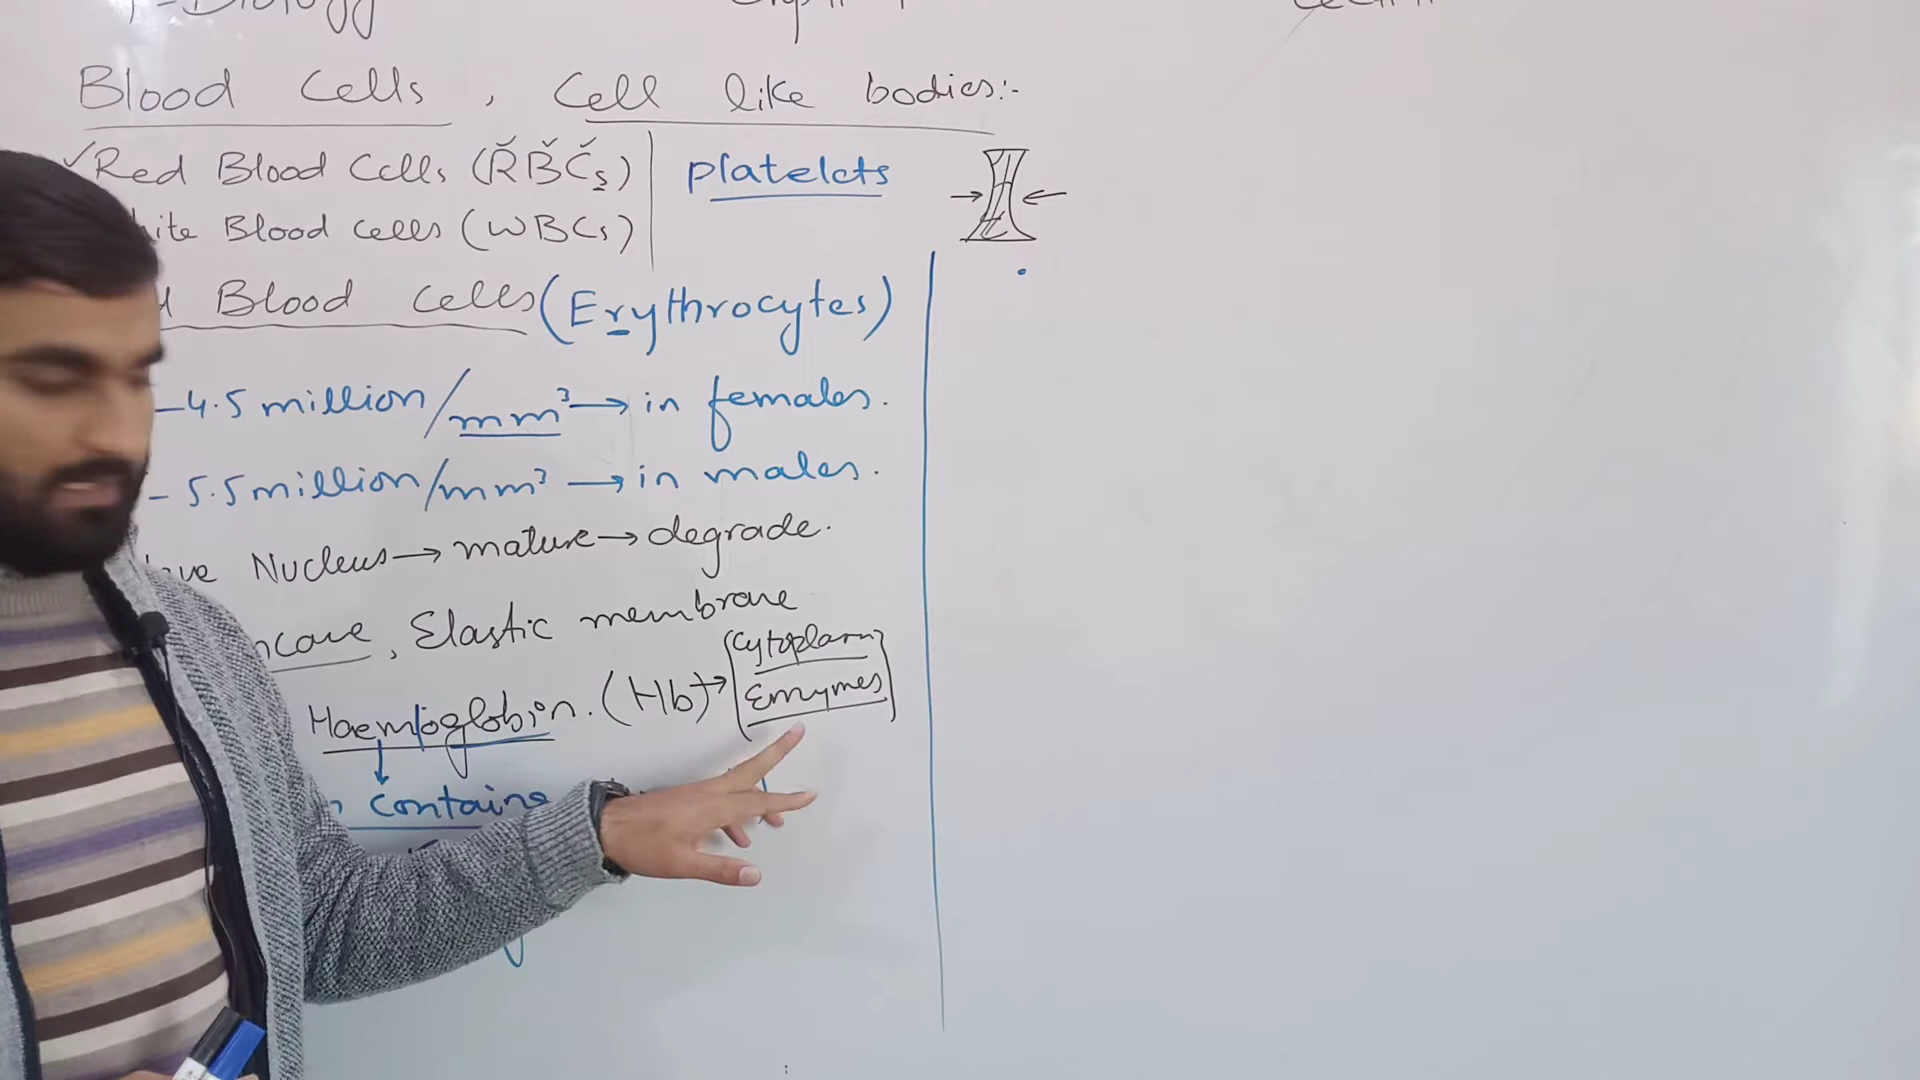 Biology
Blood Cells, Cell like bodies:-
Red Blood Cells (RBCs) platelets
Blood cells (WBCs)
Blood cells (Erythrocytes)
-4.5 million/mm³ → in females.
- 5.5 million/mm³ → in males.
Nucleus → mature → degrade.
, Elastic membrane
Haemoglobin. (Hb) → Cytoplasm
Enzymes
contains